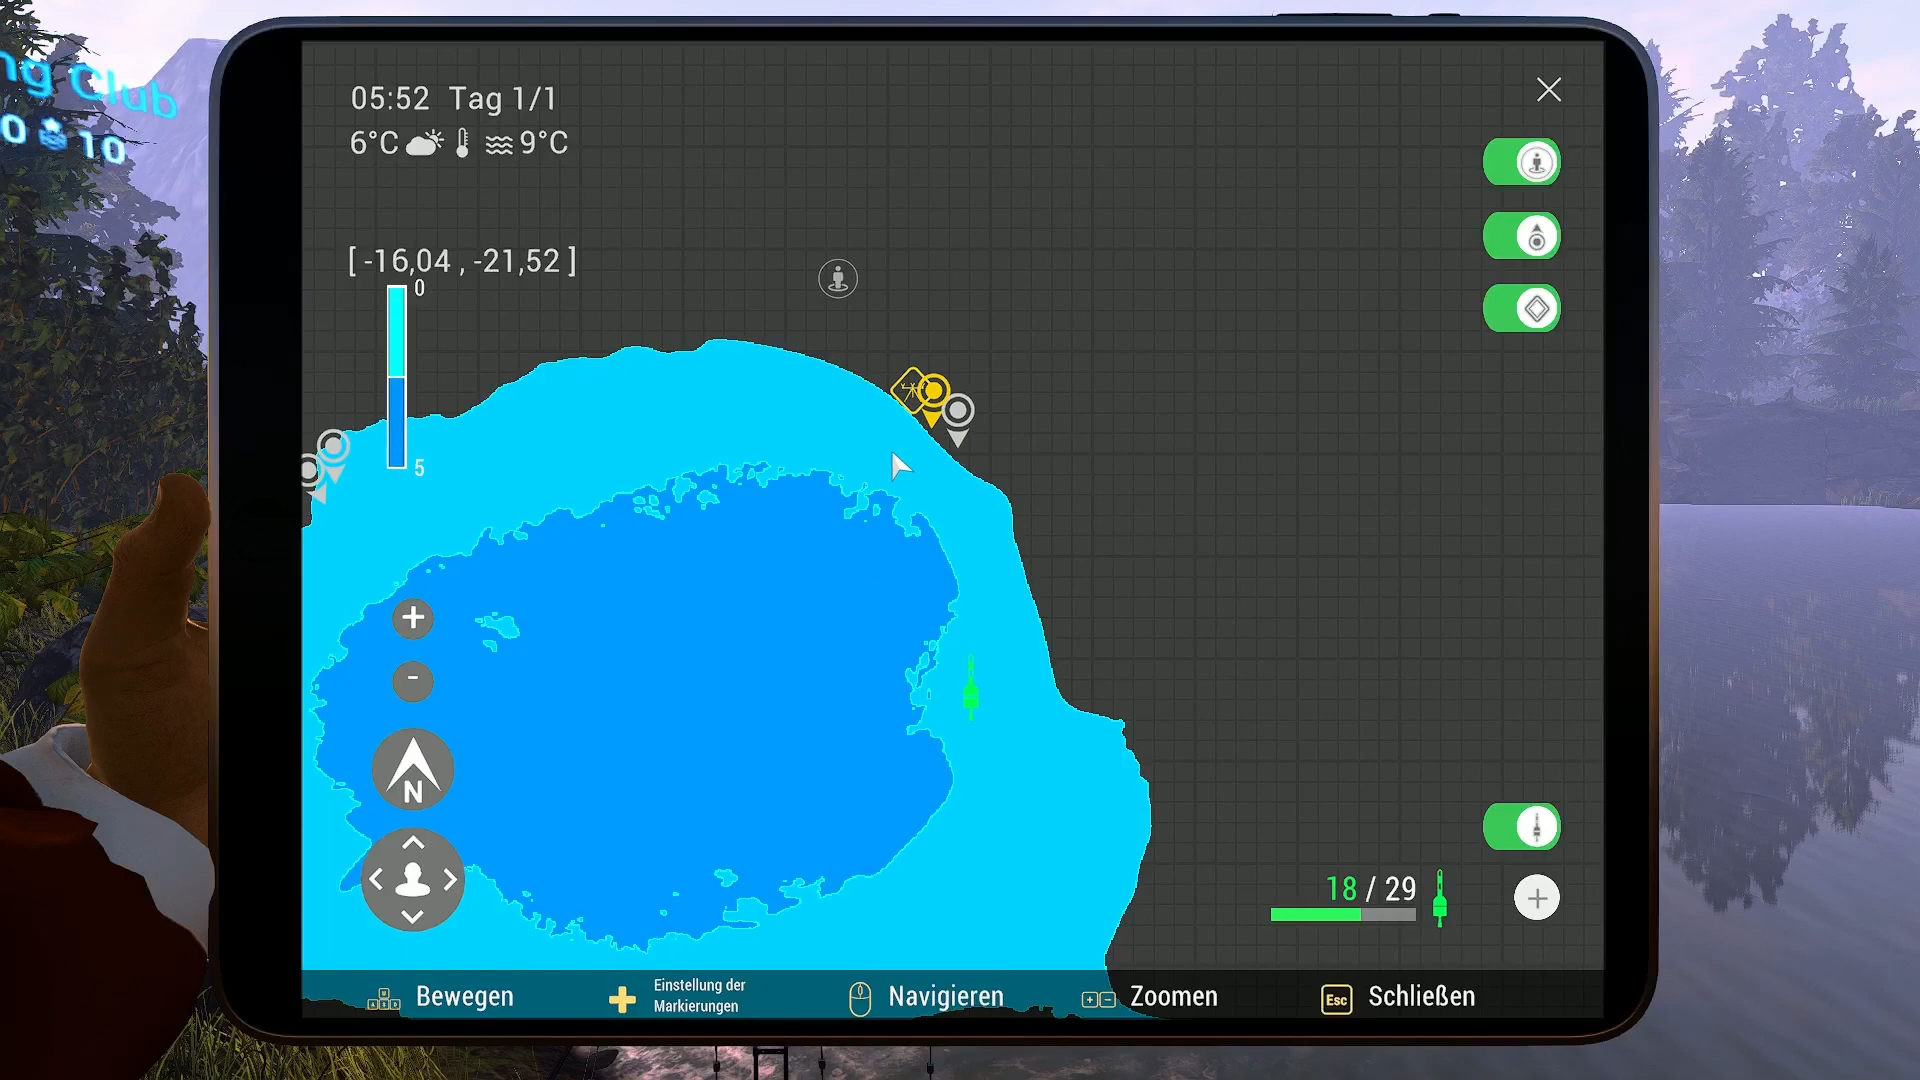 ng Club
0 10
05:52 Tag 1/1
6°C 9°C
[ -16,04 , -21,52 ]
0
5
+
-
N
18 / 29
+
Bewegen
Einstellung der
Markierungen
Navigieren
Zoomen
Esc Schließen